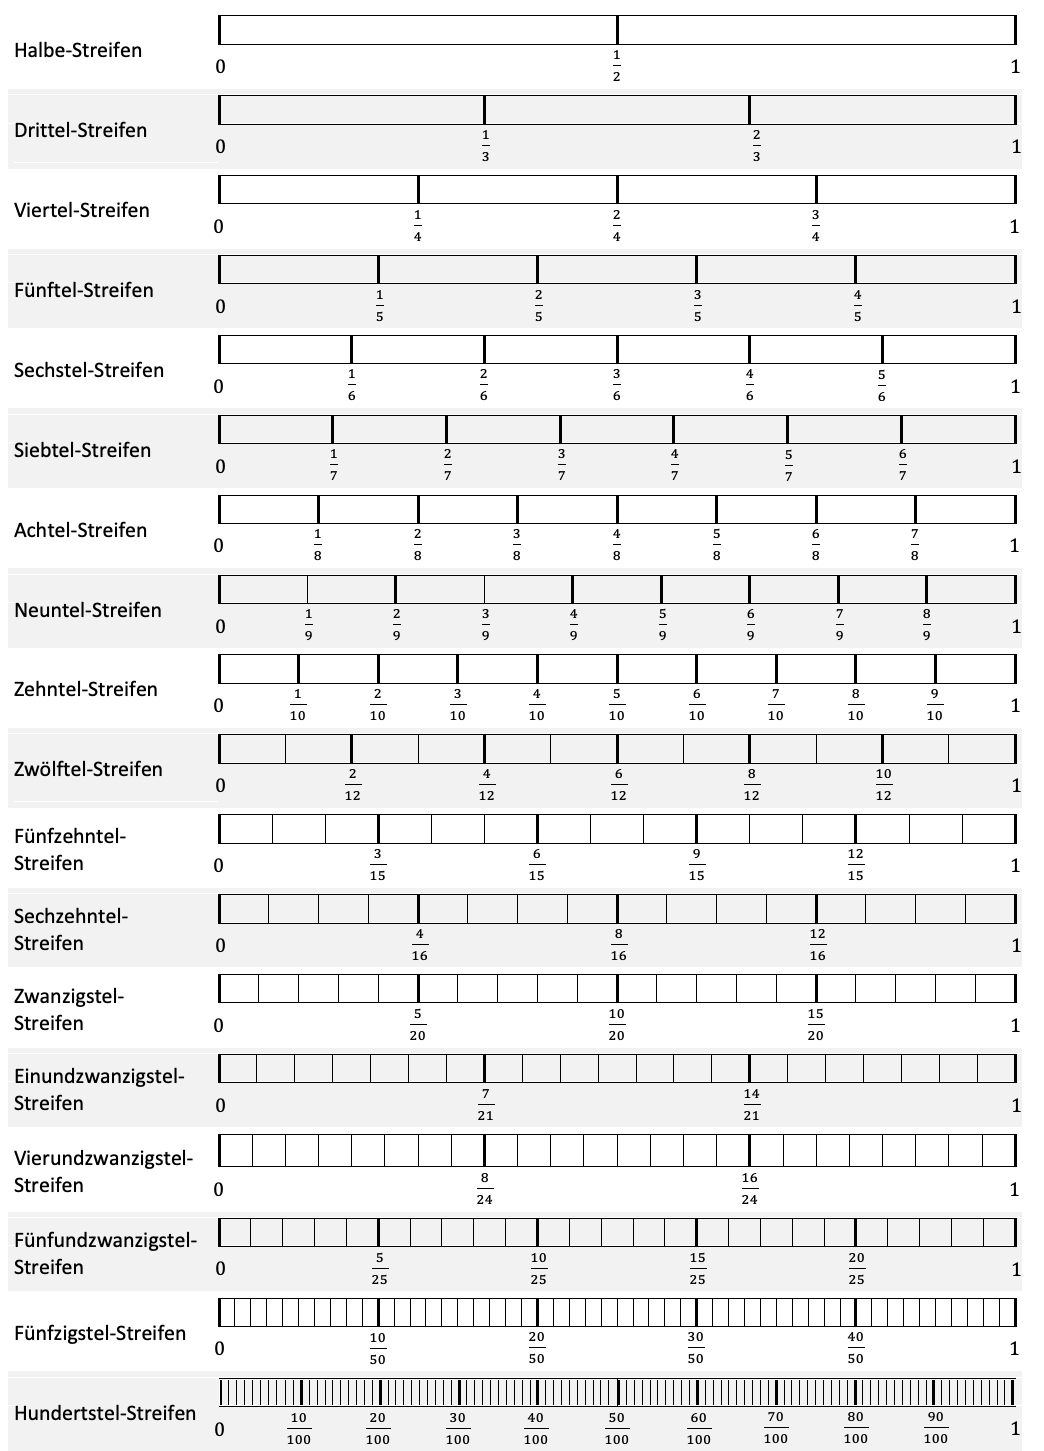 Halbe-Streifen
0 1/2 1
Drittel-Streifen
0 1/3 2/3 1
Viertel-Streifen
0 1/4 2/4 3/4 1
Fünftel-Streifen
0 1/5 2/5 3/5 4/5 1
Sechstel-Streifen
0 1/6 2/6 3/6 4/6 5/6 1
Siebtel-Streifen
0 1/7 2/7 3/7 4/7 5/7 6/7 1
Achtel-Streifen
0 1/8 2/8 3/8 4/8 5/8 6/8 7/8 1
Neuntel-Streifen
0 1/9 2/9 3/9 4/9 5/9 6/9 7/9 8/9 1
Zehntel-Streifen
0 1/10 2/10 3/10 4/10 5/10 6/10 7/10 8/10 9/10 1
Zwölftel-Streifen
0 2/12 4/12 6/12 8/12 10/12 1
Fünfzehntel-
Streifen
0 3/15 6/15 9/15 12/15 1
Sechzehntel-
Streifen
0 4/16 8/16 12/16 1
Zwanzigstel-
Streifen
0 5/20 10/20 15/20 1
Einundzwanzigstel-
Streifen
0 7/21 14/21 1
Vierundzwanzigstel-
Streifen
0 8/24 16/24 1
Fünfundzwanzigstel-
Streifen
0 5/25 10/25 15/25 20/25 1
Fünfzigstel-Streifen
0 10/50 20/50 30/50 40/50 1
Hundertstel-Streifen
0 10/100 20/100 30/100 40/100 50/100 60/100 70/100 80/100 90/100 1